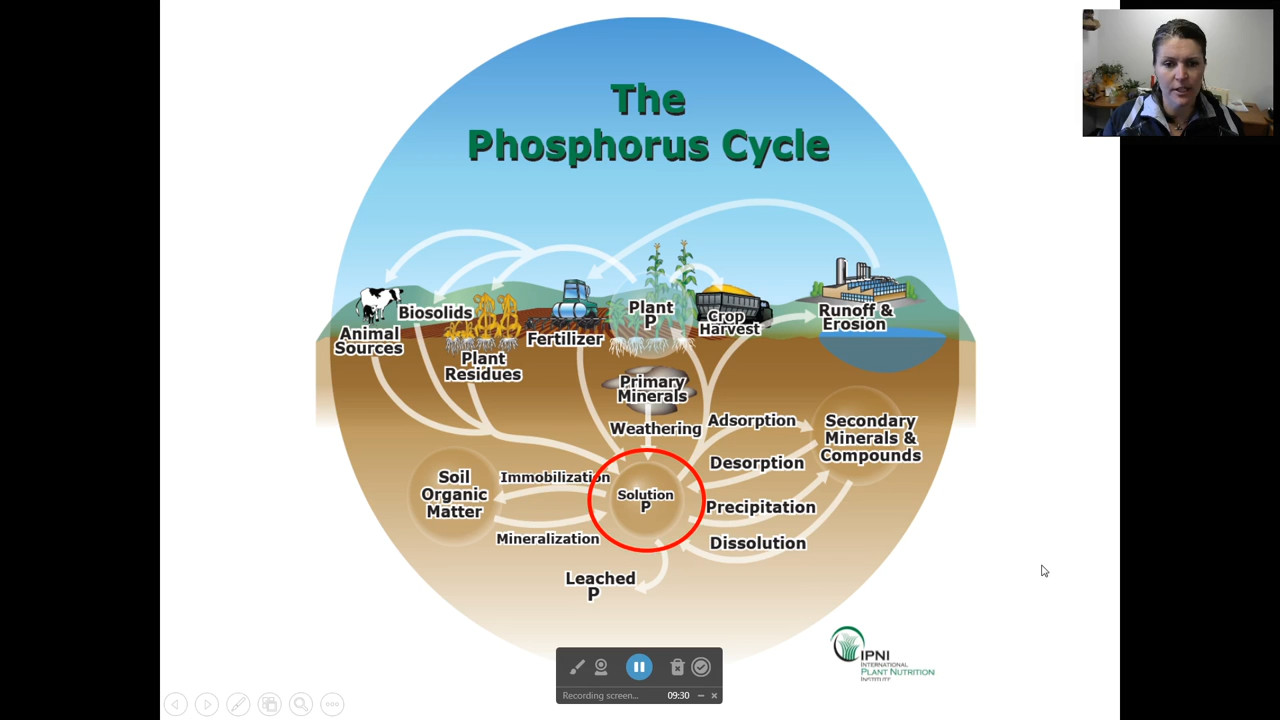 The
Phosphorus Cycle
Biosolids
Animal
Sources
Plant
Residues
Fertilizer
Plant
P
Crop
Harvest
Runoff &
Erosion
Primary
Minerals
Weathering
Adsorption
Desorption
Precipitation
Dissolution
Secondary
Minerals &
Compounds
Soil
Organic
Matter
Immobilization
Mineralization
Solution
P
Leached
P
IPNI
INTERNATIONAL
PLANT NUTRITION
INSTITUTE
Recording screen...
09:30